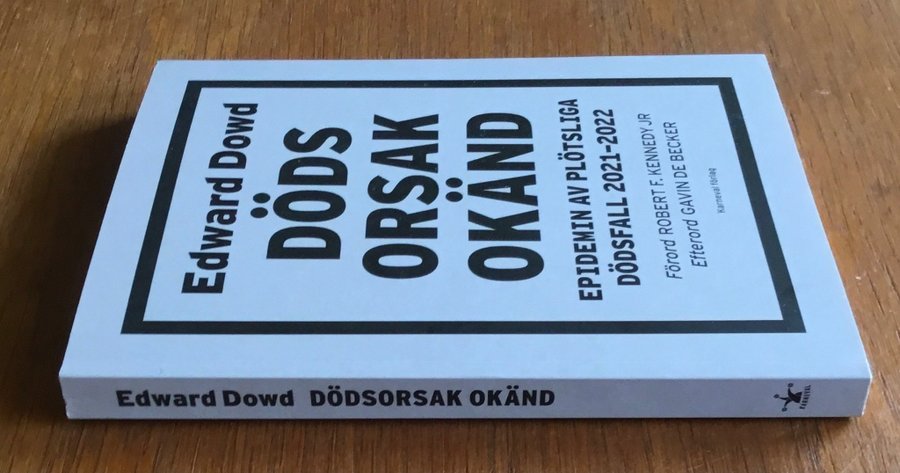 Edward Dowd
DÖDS
ORSAK
OKÄND
EPIDEMIN AV PLÖTSLIGA
DÖDSFALL 2021–2022
Förord ROBERT F. KENNEDY JR
Efterord GAVIN DE BECKER
Karneval förlag
Edward Dowd DÖDSORSAK OKÄND
KARNEVAL